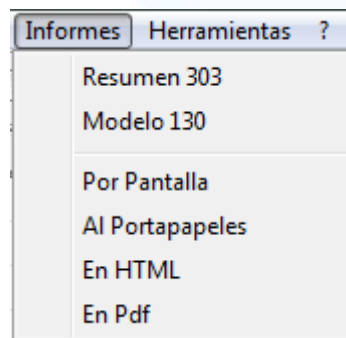 Informes Herramientas ?
Resumen 303
Modelo 130
Por Pantalla
Al Portapapeles
En HTML
En Pdf